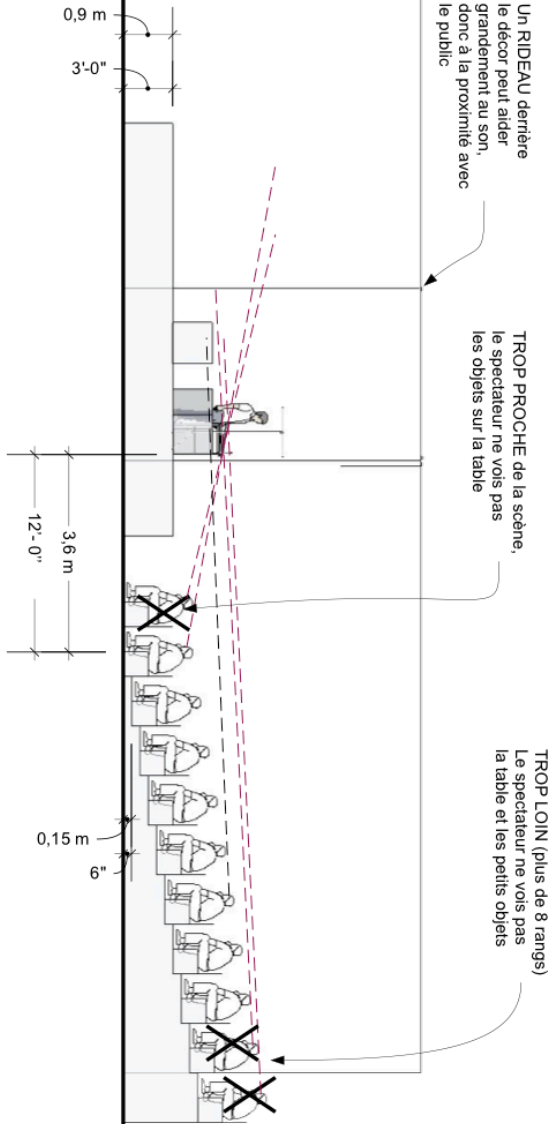 Un RIDEAU derrière
le décor peut aider
grandement au son,
donc à la proximité avec
le public
TROP PROCHE de la scène,
le spectateur ne vois pas
les objets sur la table
TROP LOIN (plus de 8 rangs)
Le spectateur ne vois pas
la table et les petits objets
0,9 m
3'-0"
3,6 m
12'- 0"
0,15 m
6"